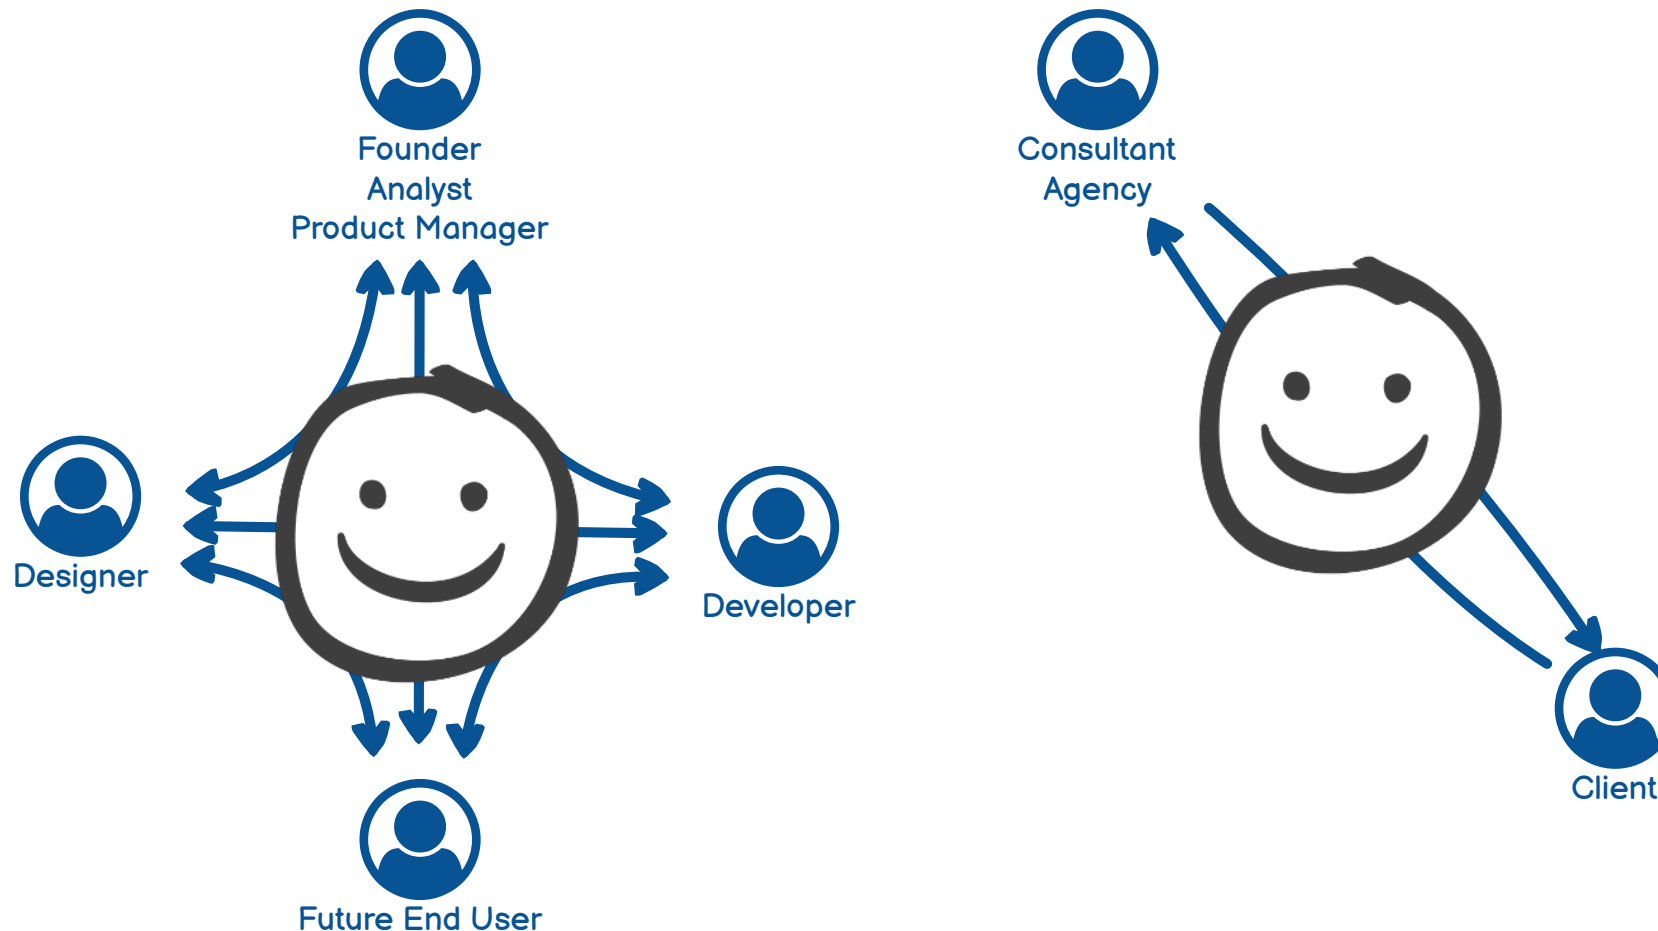 Founder
Analyst
Product Manager
Consultant
Agency
Designer
Developer
Client
Future End User